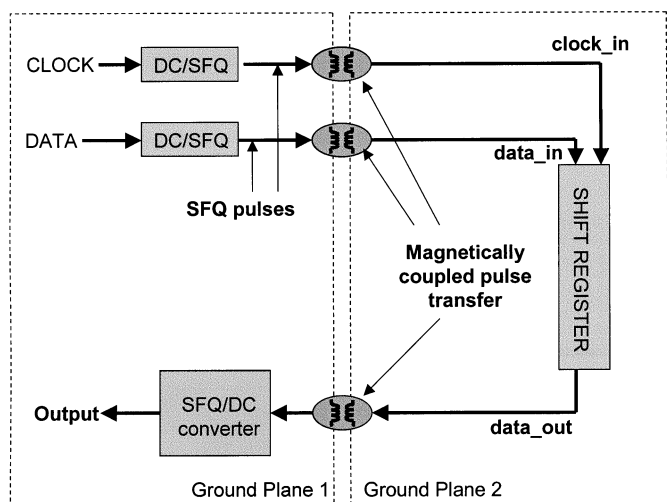 CLOCK
DC/SFQ
clock_in
DATA
DC/SFQ
data_in
SFQ pulses
SHIFT REGISTER
Magnetically
coupled pulse
transfer
Output
SFQ/DC
converter
data_out
Ground Plane 1
Ground Plane 2